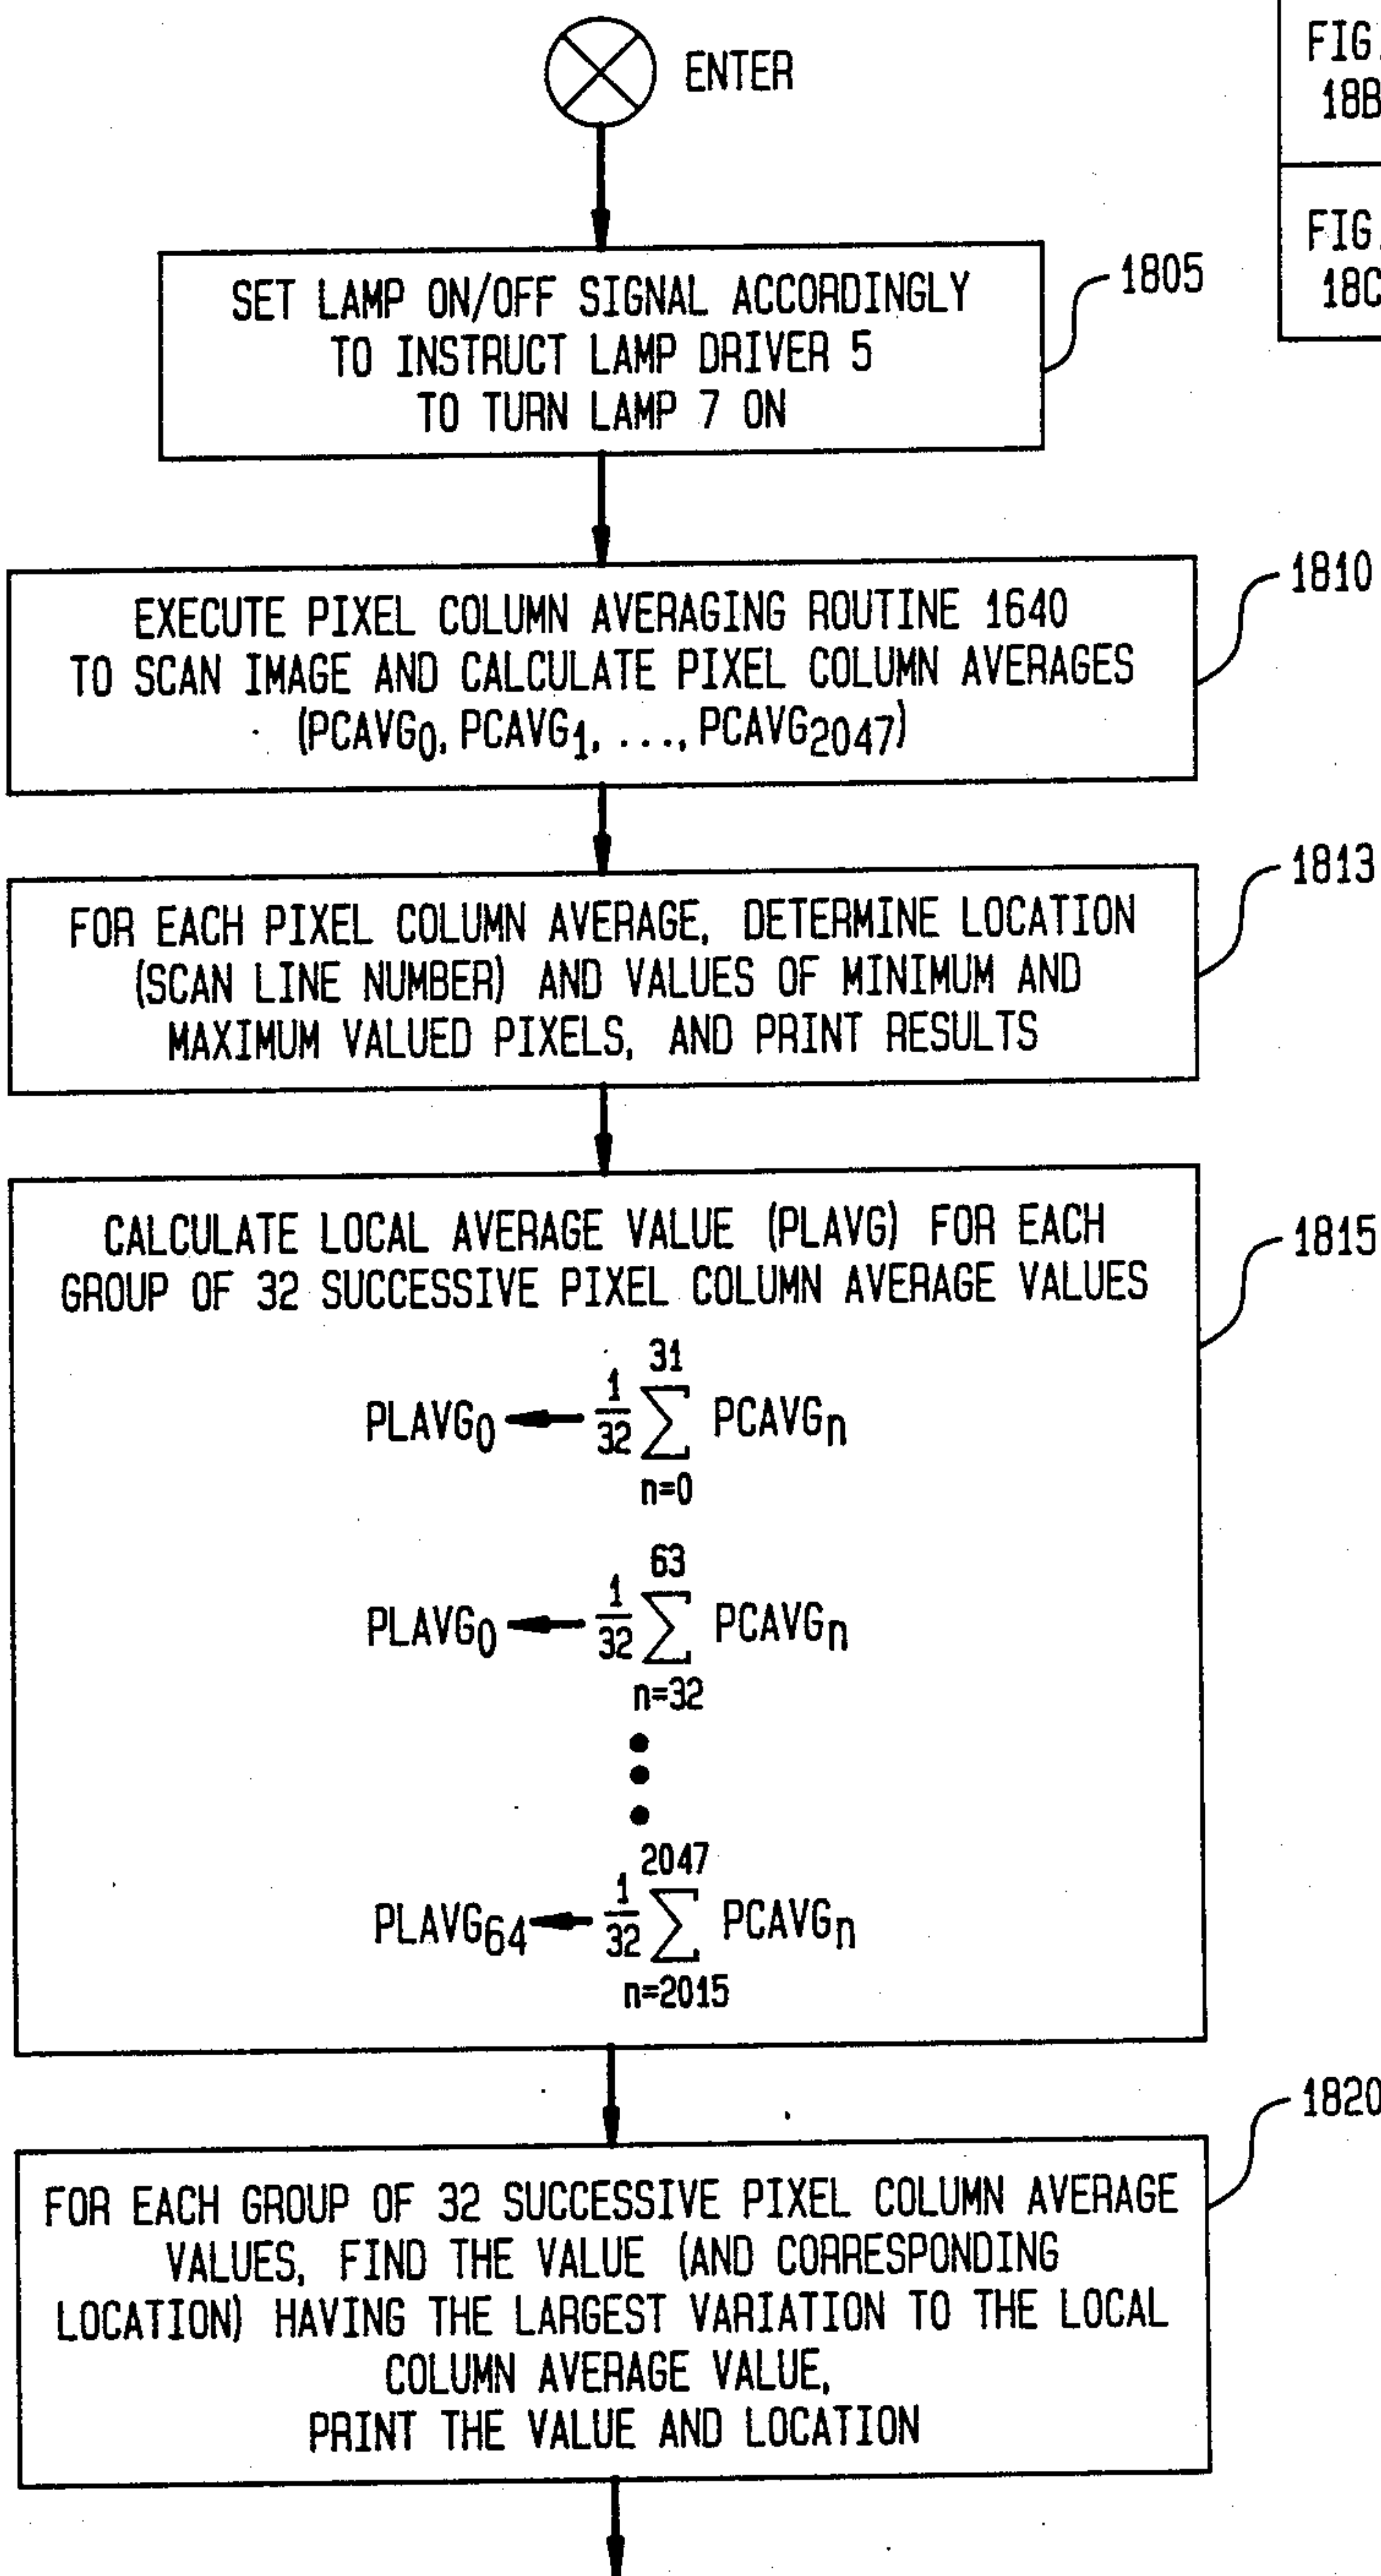 ENTER
FIG.
18B
FIG.
18C
SET LAMP ON/OFF SIGNAL ACCORDINGLY
TO INSTRUCT LAMP DRIVER 5
TO TURN LAMP 7 ON
1805
EXECUTE PIXEL COLUMN AVERAGING ROUTINE 1640
TO SCAN IMAGE AND CALCULATE PIXEL COLUMN AVERAGES
(PCAVG₀, PCAVG₁, ..., PCAVG₂₀₄₇)
1810
FOR EACH PIXEL COLUMN AVERAGE, DETERMINE LOCATION
(SCAN LINE NUMBER) AND VALUES OF MINIMUM AND
MAXIMUM VALUED PIXELS, AND PRINT RESULTS
1813
CALCULATE LOCAL AVERAGE VALUE (PLAVG) FOR EACH
GROUP OF 32 SUCCESSIVE PIXEL COLUMN AVERAGE VALUES
1815
31
PLAVG₀ ← 1/32 ∑ PCAVGₙ
n=0
63
PLAVG₀ ← 1/32 ∑ PCAVGₙ
n=32
2047
PLAVG₆₄ ← 1/32 ∑ PCAVGₙ
n=2015
1820
FOR EACH GROUP OF 32 SUCCESSIVE PIXEL COLUMN AVERAGE
VALUES, FIND THE VALUE (AND CORRESPONDING
LOCATION) HAVING THE LARGEST VARIATION TO THE LOCAL
COLUMN AVERAGE VALUE,
PRINT THE VALUE AND LOCATION